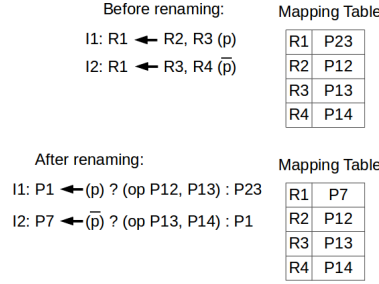 Before renaming:
Mapping Table
I1: R1 ← R2, R3 (p)
I2: R1 ← R3, R4 (p̅)
R1 P23
R2 P12
R3 P13
R4 P14
After renaming:
Mapping Table
I1: P1 ← (p) ? (op P12, P13) : P23
I2: P7 ← (p̅) ? (op P13, P14) : P1
R1 P7
R2 P12
R3 P13
R4 P14